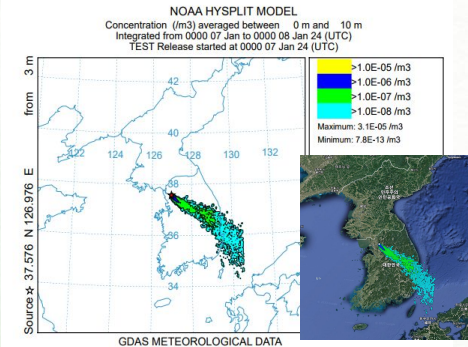 NOAA HYSPLIT MODEL
Concentration (/m3) averaged between 0 m and 10 m
Integrated from 0000 07 Jan to 0000 08 Jan 24 (UTC)
TEST Release started at 0000 07 Jan 24 (UTC)
Source ☆ 37.576 N 126.976 E from 3 m
42
40
122 124 126 128 130 132
38
36
34
>1.0E-05 /m3
>1.0E-06 /m3
>1.0E-07 /m3
>1.0E-08 /m3
Maximum: 3.1E-05 /m3
Minimum: 7.8E-13 /m3
대한민국
GDAS METEOROLOGICAL DATA